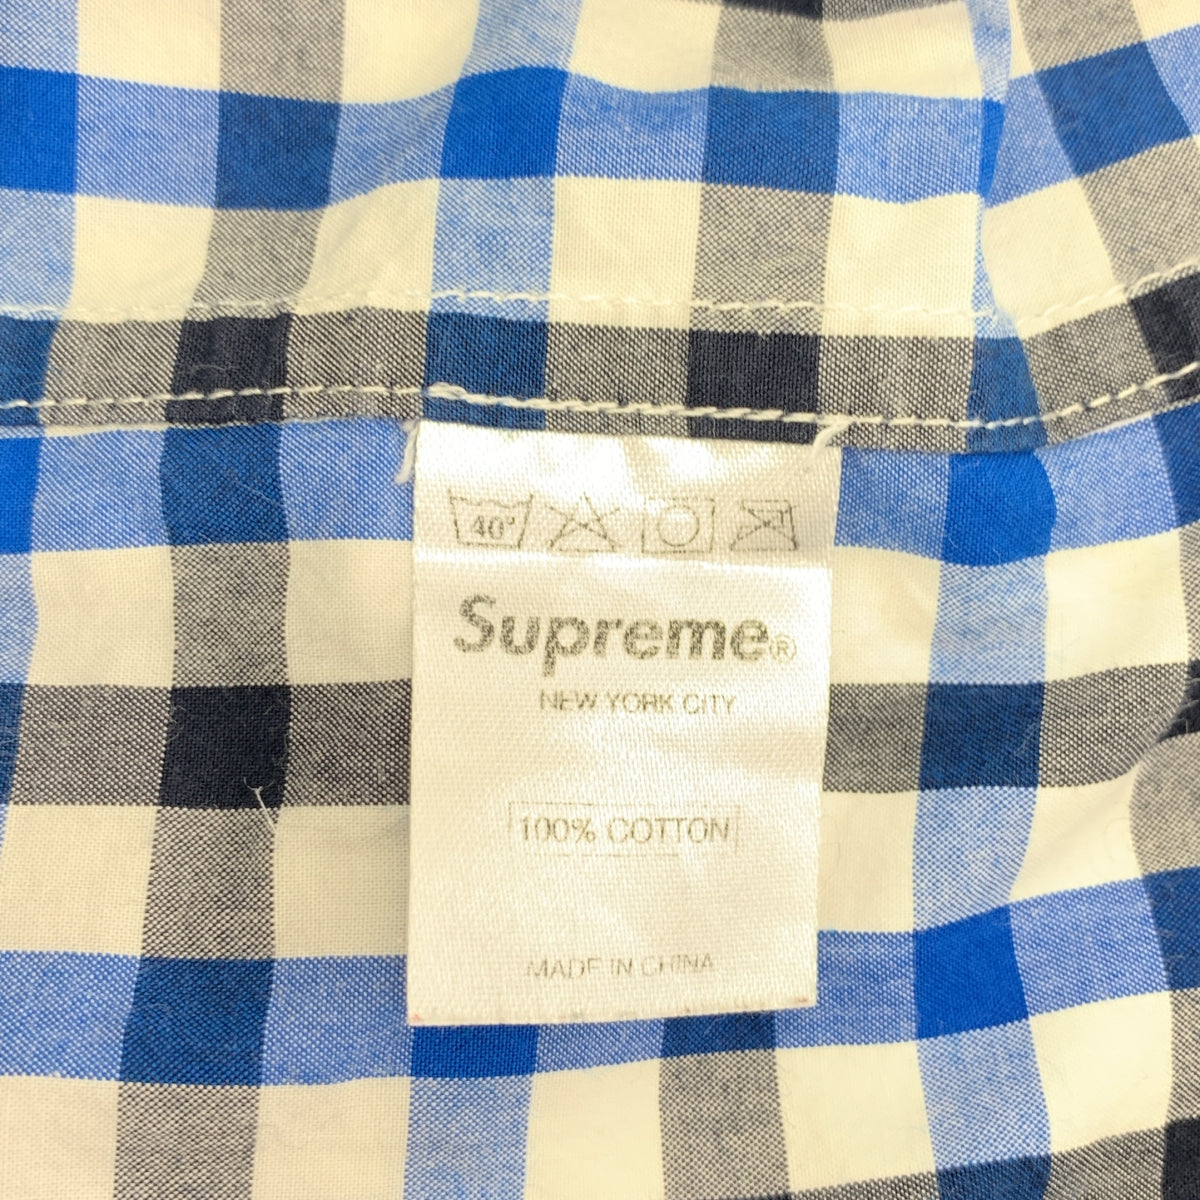 40°
Supreme®
NEW YORK CITY
100% COTTON
MADE IN CHINA